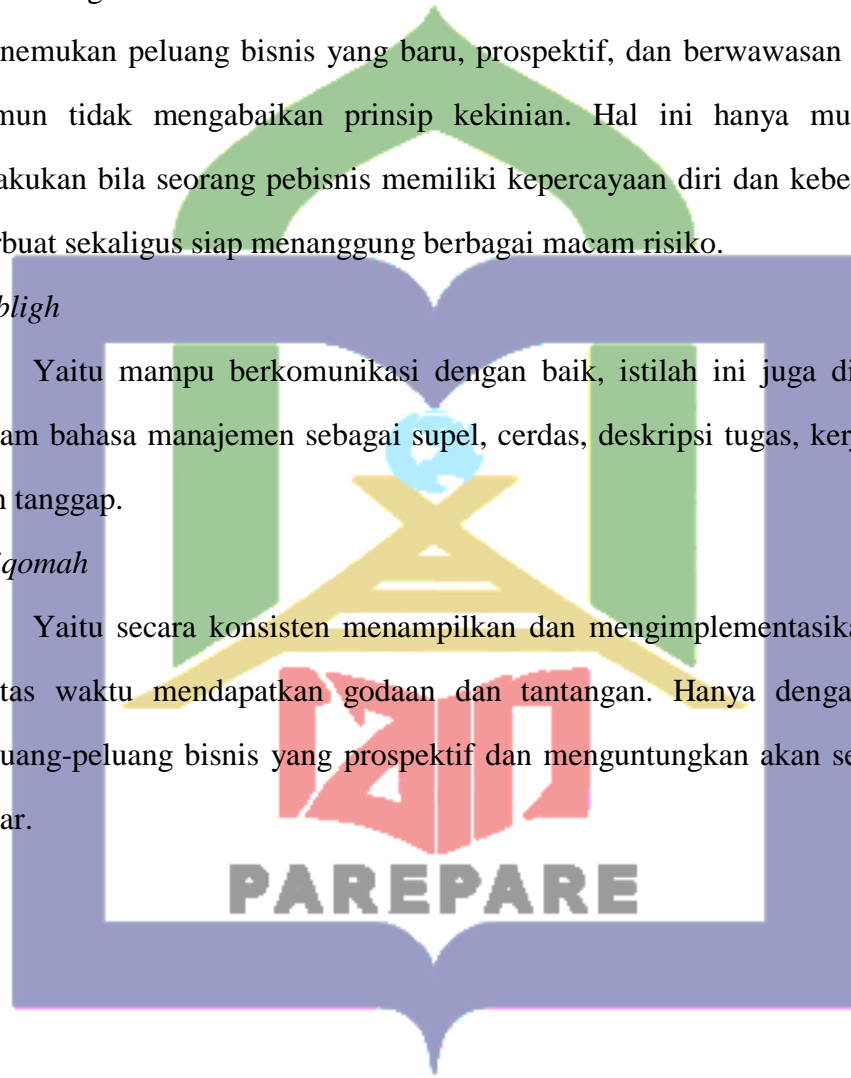 nemukan peluang bisnis yang baru, prospektif, dan berwawasan
mun tidak mengabaikan prinsip kekinian. Hal ini hanya mu
akukan bila seorang pebisnis memiliki kepercayaan diri dan kebe
rbuat sekaligus siap menanggung berbagai macam risiko.
bligh
Yaitu mampu berkomunikasi dengan baik, istilah ini juga di
am bahasa manajemen sebagai supel, cerdas, deskripsi tugas, kerj
n tanggap.
qomah
Yaitu secara konsisten menampilkan dan mengimplementasika
tas waktu mendapatkan godaan dan tantangan. Hanya denga
uang-peluang bisnis yang prospektif dan menguntungkan akan se
ar.
iain
PAREPARE